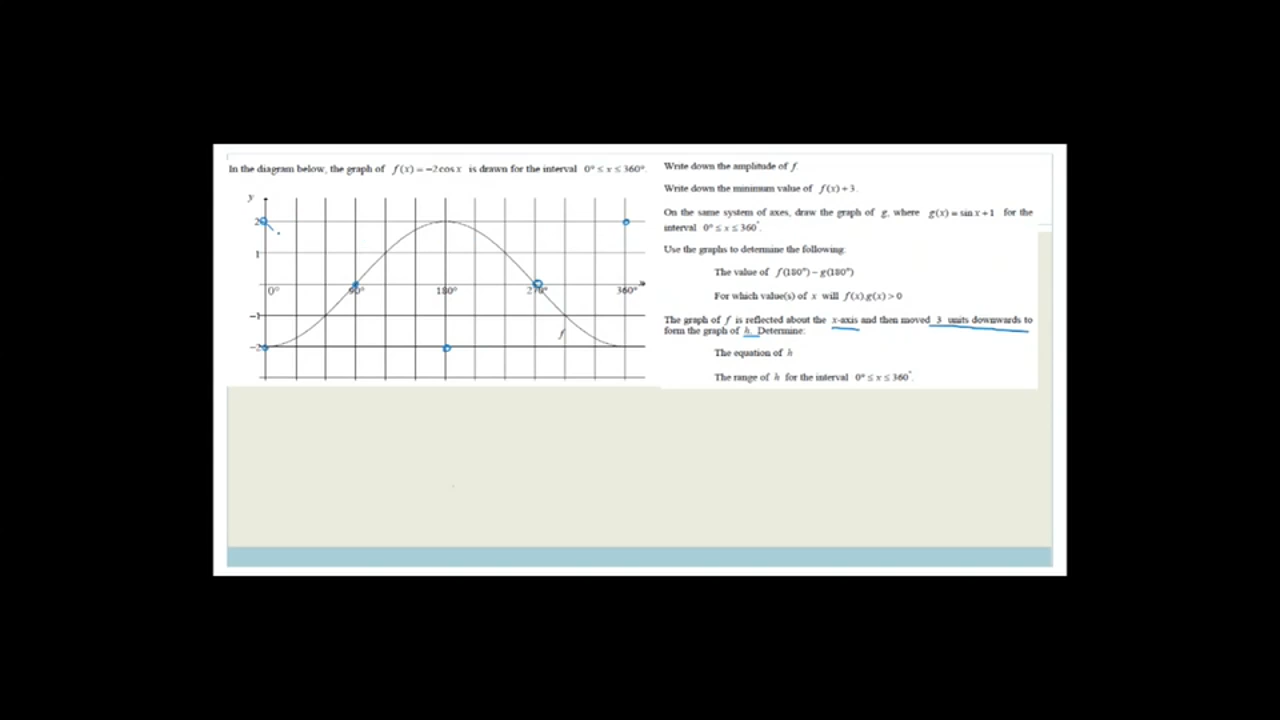 In the diagram below, the graph of f(x) = −2cos x is drawn for the interval 0° ≤ x ≤ 360°.
y
2
1
0° 90° 180° 270° 360°
−1
f
−2
Write down the amplitude of f.
Write down the minimum value of f(x)+3.
On the same system of axes, draw the graph of g, where g(x) = sin x +1 for the
interval 0° ≤ x ≤ 360°.
Use the graphs to determine the following:
The value of f(180°) − g(180°)
For which value(s) of x will f(x).g(x) > 0
The graph of f is reflected about the x-axis and then moved 3 units downwards to
form the graph of h. Determine:
The equation of h
The range of h for the interval 0° ≤ x ≤ 360°.